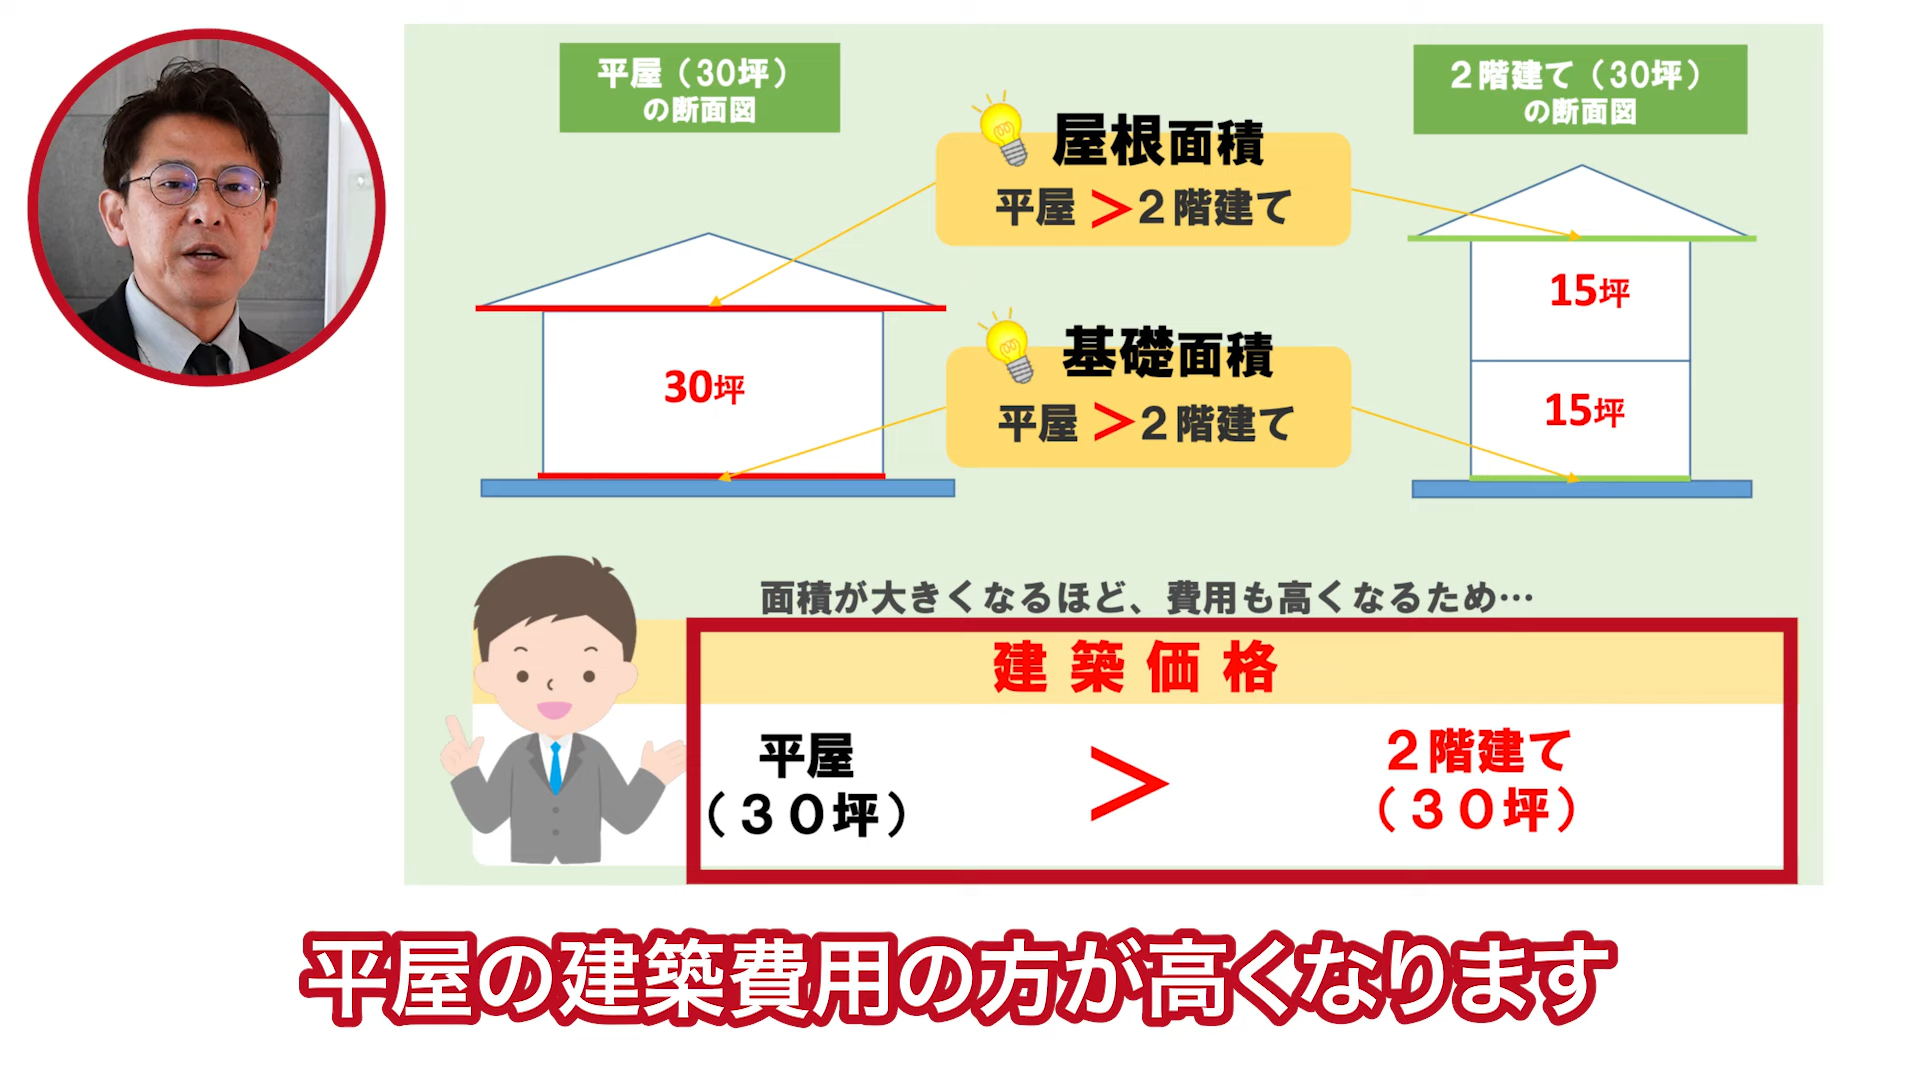 平屋（30坪）
の断面図
２階建て（30坪）
の断面図
屋根面積
平屋＞２階建て
30坪
15坪
15坪
基礎面積
平屋＞２階建て
面積が大きくなるほど、費用も高くなるため…
建築価格
平屋
（３０坪）
＞
２階建て
（３０坪）
平屋の建築費用の方が高くなります